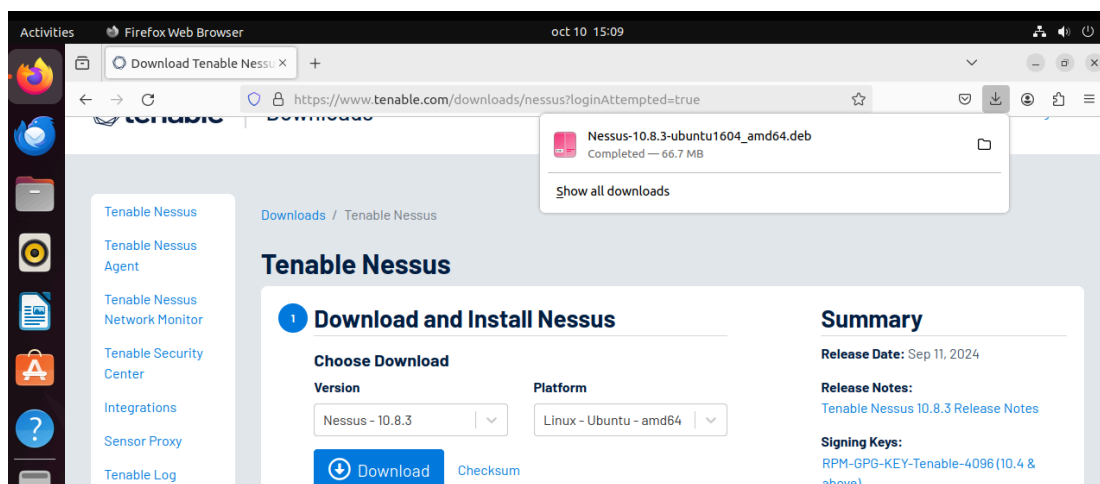 Activities Firefox Web Browser oct 10 15:09
Download Tenable Nessu
https://www.tenable.com/downloads/nessus?loginAttempted=true
tenable Downloads
Nessus-10.8.3-ubuntu1604_amd64.deb
Completed — 66.7 MB
Show all downloads
Tenable Nessus
Tenable Nessus
Agent
Tenable Nessus
Network Monitor
Tenable Security
Center
Integrations
Sensor Proxy
Tenable Log
Downloads / Tenable Nessus
Tenable Nessus
1 Download and Install Nessus
Choose Download
Version Platform
Nessus - 10.8.3 Linux - Ubuntu - amd64
Download Checksum
Summary
Release Date: Sep 11, 2024
Release Notes:
Tenable Nessus 10.8.3 Release Notes
Signing Keys:
RPM-GPG-KEY-Tenable-4096 (10.4 &
above)